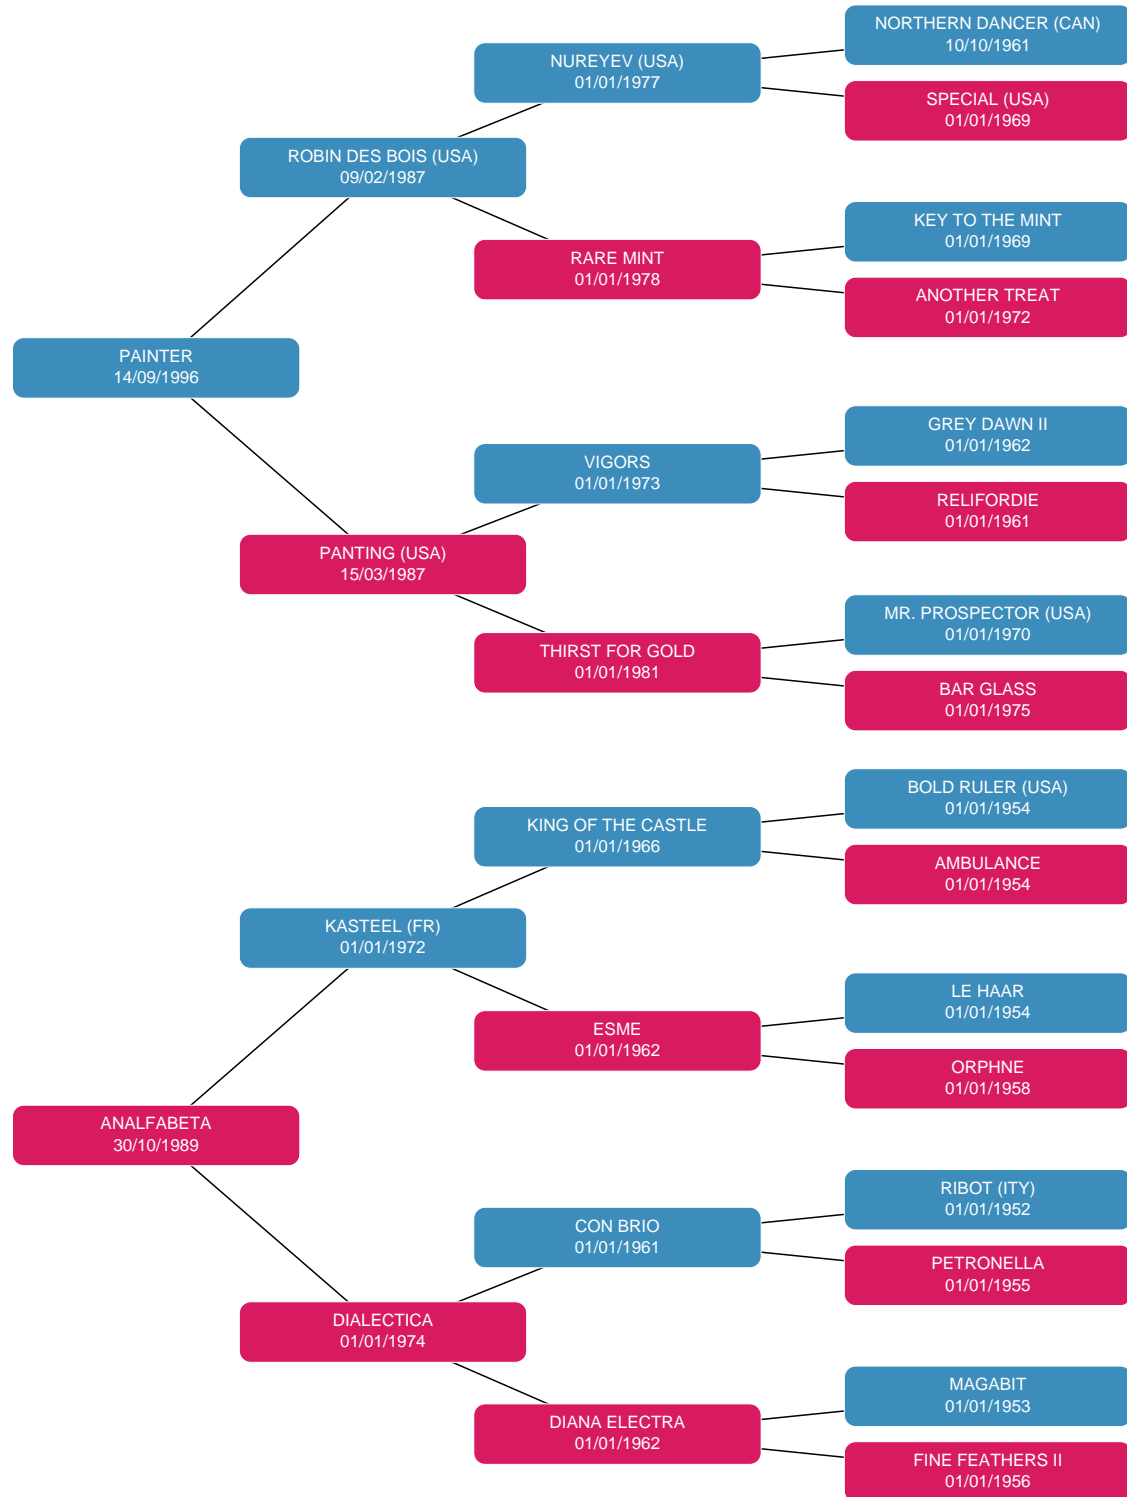 NORTHERN DANCER (CAN)
10/10/1961
NUREYEV (USA)
01/01/1977
SPECIAL (USA)
01/01/1969
ROBIN DES BOIS (USA)
09/02/1987
KEY TO THE MINT
01/01/1969
RARE MINT
01/01/1978
ANOTHER TREAT
01/01/1972
PAINTER
14/09/1996
GREY DAWN II
01/01/1962
VIGORS
01/01/1973
RELIFORDIE
01/01/1961
PANTING (USA)
15/03/1987
MR. PROSPECTOR (USA)
01/01/1970
THIRST FOR GOLD
01/01/1981
BAR GLASS
01/01/1975
BOLD RULER (USA)
01/01/1954
KING OF THE CASTLE
01/01/1966
AMBULANCE
01/01/1954
KASTEEL (FR)
01/01/1972
LE HAAR
01/01/1954
ESME
01/01/1962
ORPHNE
01/01/1958
ANALFABETA
30/10/1989
RIBOT (ITY)
01/01/1952
CON BRIO
01/01/1961
PETRONELLA
01/01/1955
DIALECTICA
01/01/1974
MAGABIT
01/01/1953
DIANA ELECTRA
01/01/1962
FINE FEATHERS II
01/01/1956